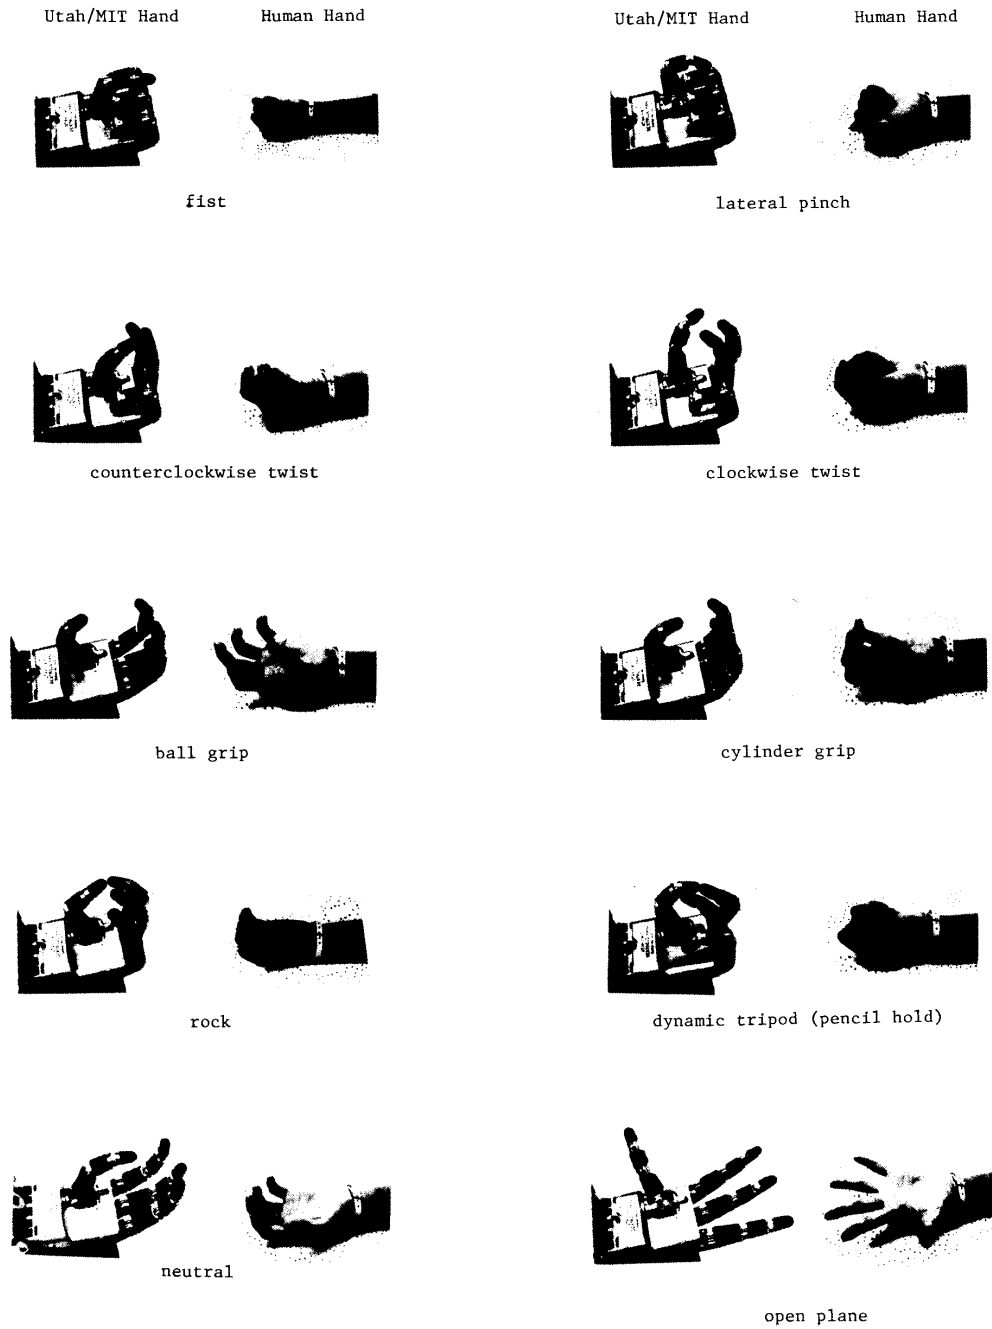 Utah/MIT Hand Human Hand Utah/MIT Hand Human Hand
fist lateral pinch
counterclockwise twist clockwise twist
ball grip cylinder grip
rock dynamic tripod (pencil hold)
neutral
open plane